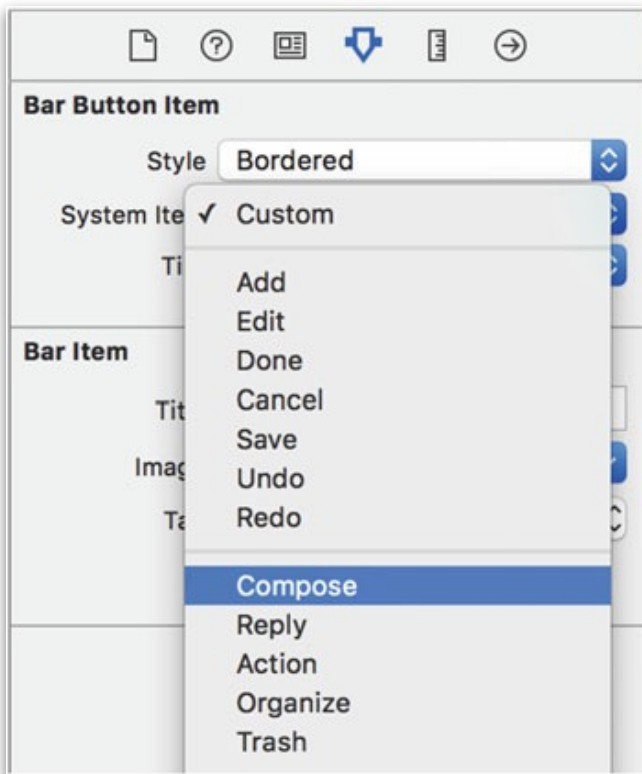 Bar Button Item
Style Bordered
System Ite ✓ Custom
Ti
Add
Edit
Done
Bar Item
Cancel
Tit
Save
Imag
Undo
Ta
Redo
Compose
Reply
Action
Organize
Trash